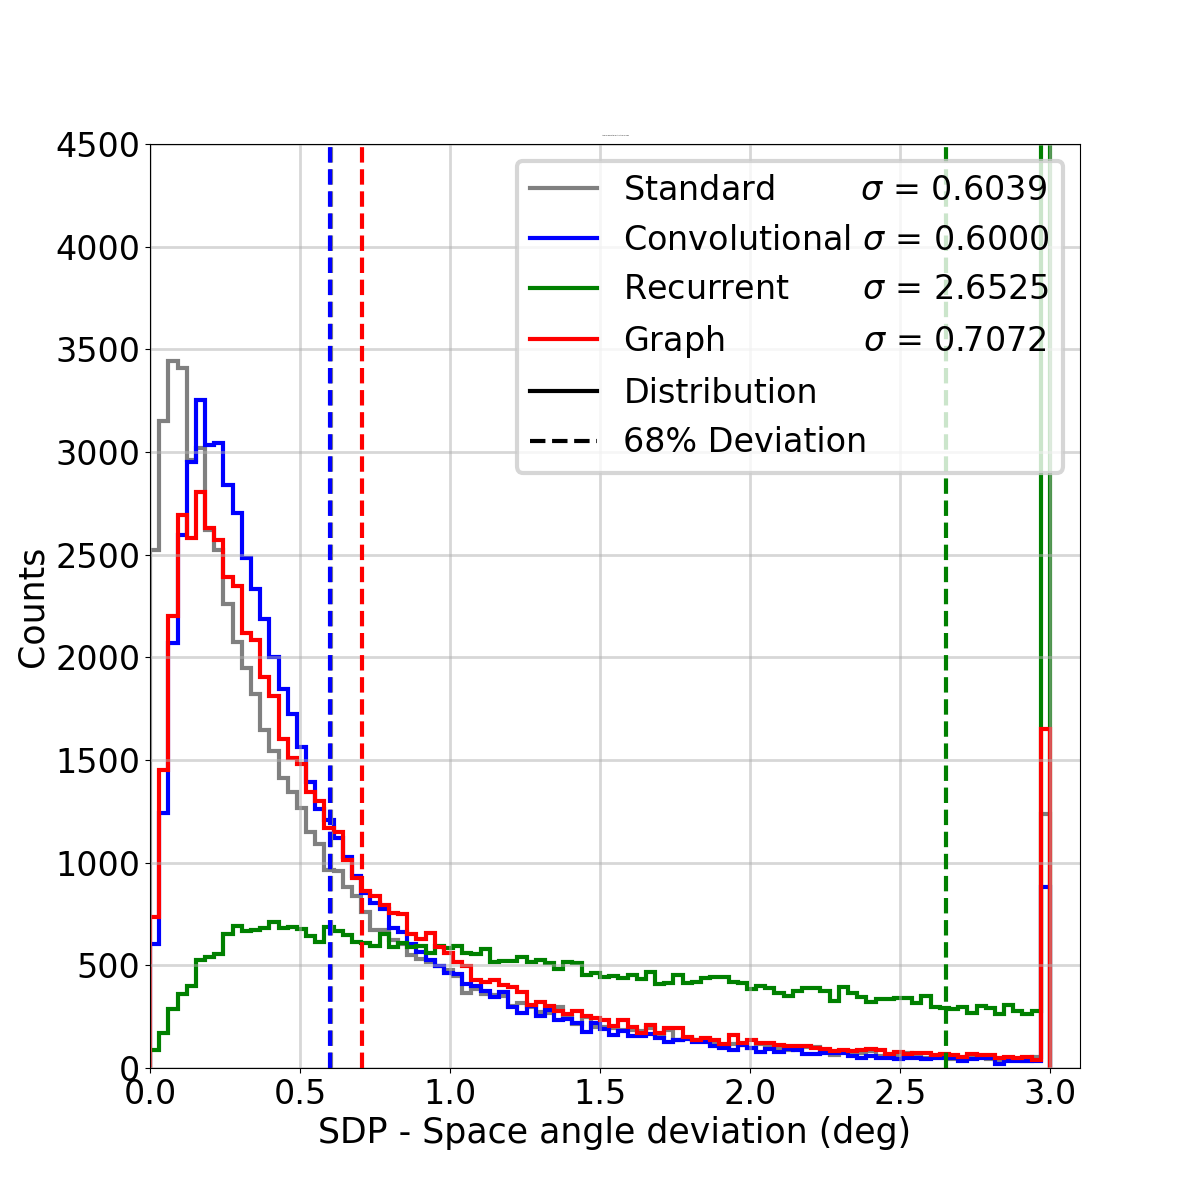 4500
4000
3500
3000
2500
2000
1500
1000
500
0
Counts
Standard σ = 0.6039
Convolutional σ = 0.6000
Recurrent σ = 2.6525
Graph σ = 0.7072
Distribution
68% Deviation
0.0 0.5 1.0 1.5 2.0 2.5 3.0
SDP - Space angle deviation (deg)